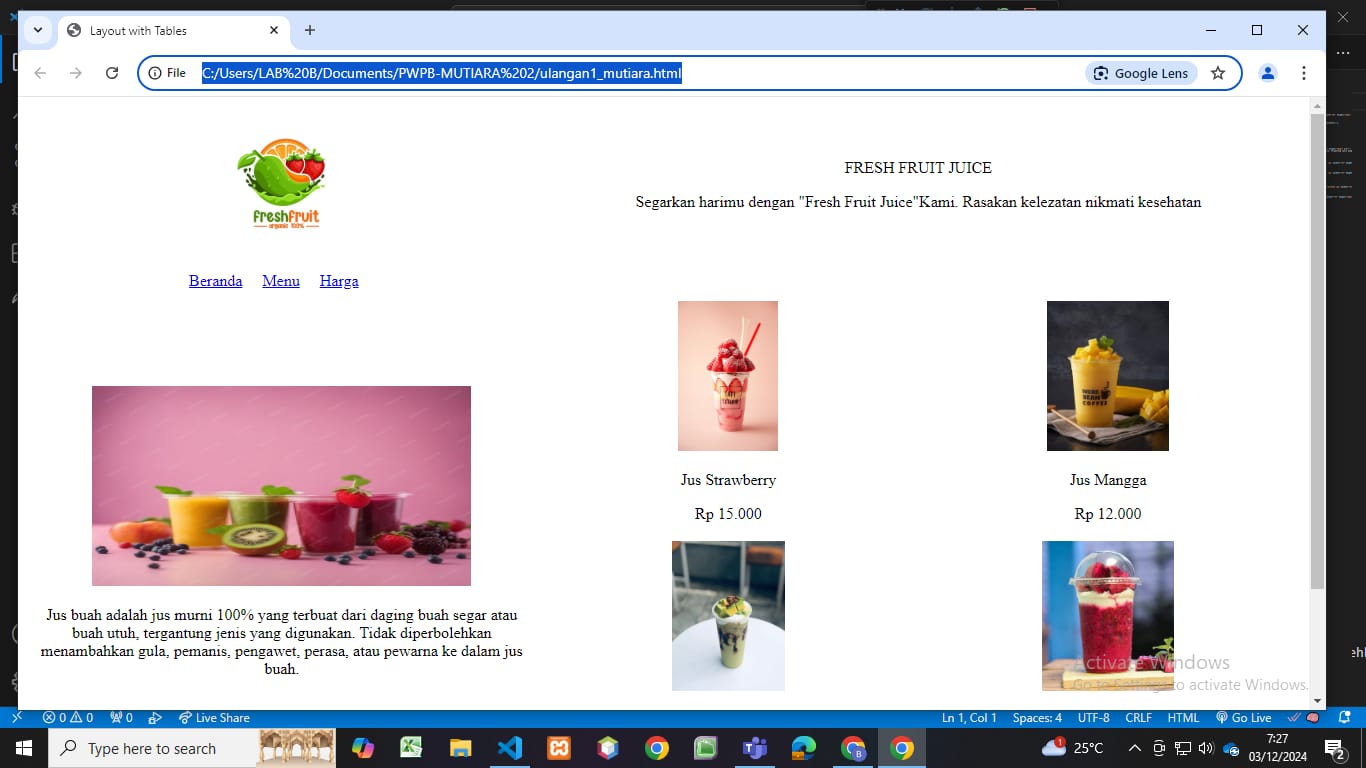 Layout with Tables
File
C:/Users/LAB%20B/Documents/PWPB-MUTIARA%202/ulangan1_mutiara.html
Google Lens
freshfruit
organic 100%
FRESH FRUIT JUICE
Segarkan harimu dengan "Fresh Fruit Juice"Kami. Rasakan kelezatan nikmati kesehatan
Beranda Menu Harga
Jus Strawberry
Rp 15.000
WERE
BEAM
COFFEE
Jus Mangga
Rp 12.000
Jus buah adalah jus murni 100% yang terbuat dari daging buah segar atau
buah utuh, tergantung jenis yang digunakan. Tidak diperbolehkan
menambahkan gula, pemanis, pengawet, perasa, atau pewarna ke dalam jus
buah.
Activate Windows
Go to Settings to activate Windows.
0 0 0 Live Share
Ln 1, Col 1 Spaces: 4 UTF-8 CRLF HTML Go Live
Type here to search
1 25°C
7:27
03/12/2024
2